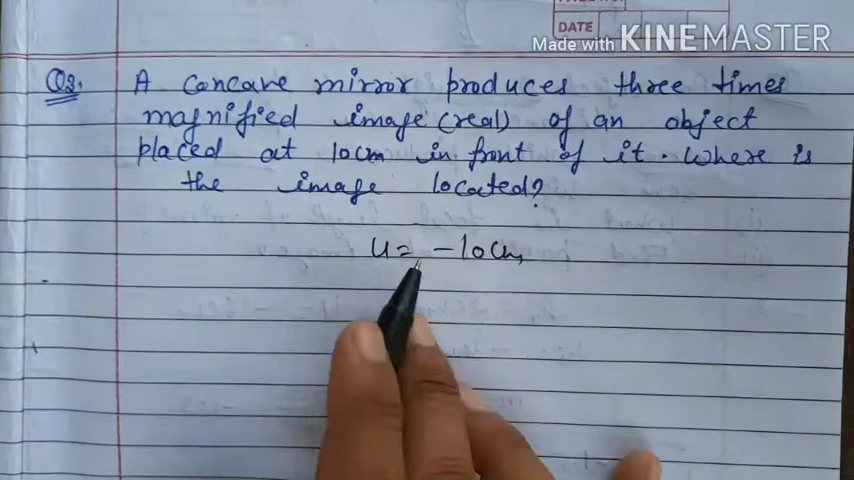 DATE
Made with KINEMASTER
Q3. A concave mirror produces three times
magnified image (real) of an object
placed at 10cm in front of it. Where is
the image located?
u = -10cm